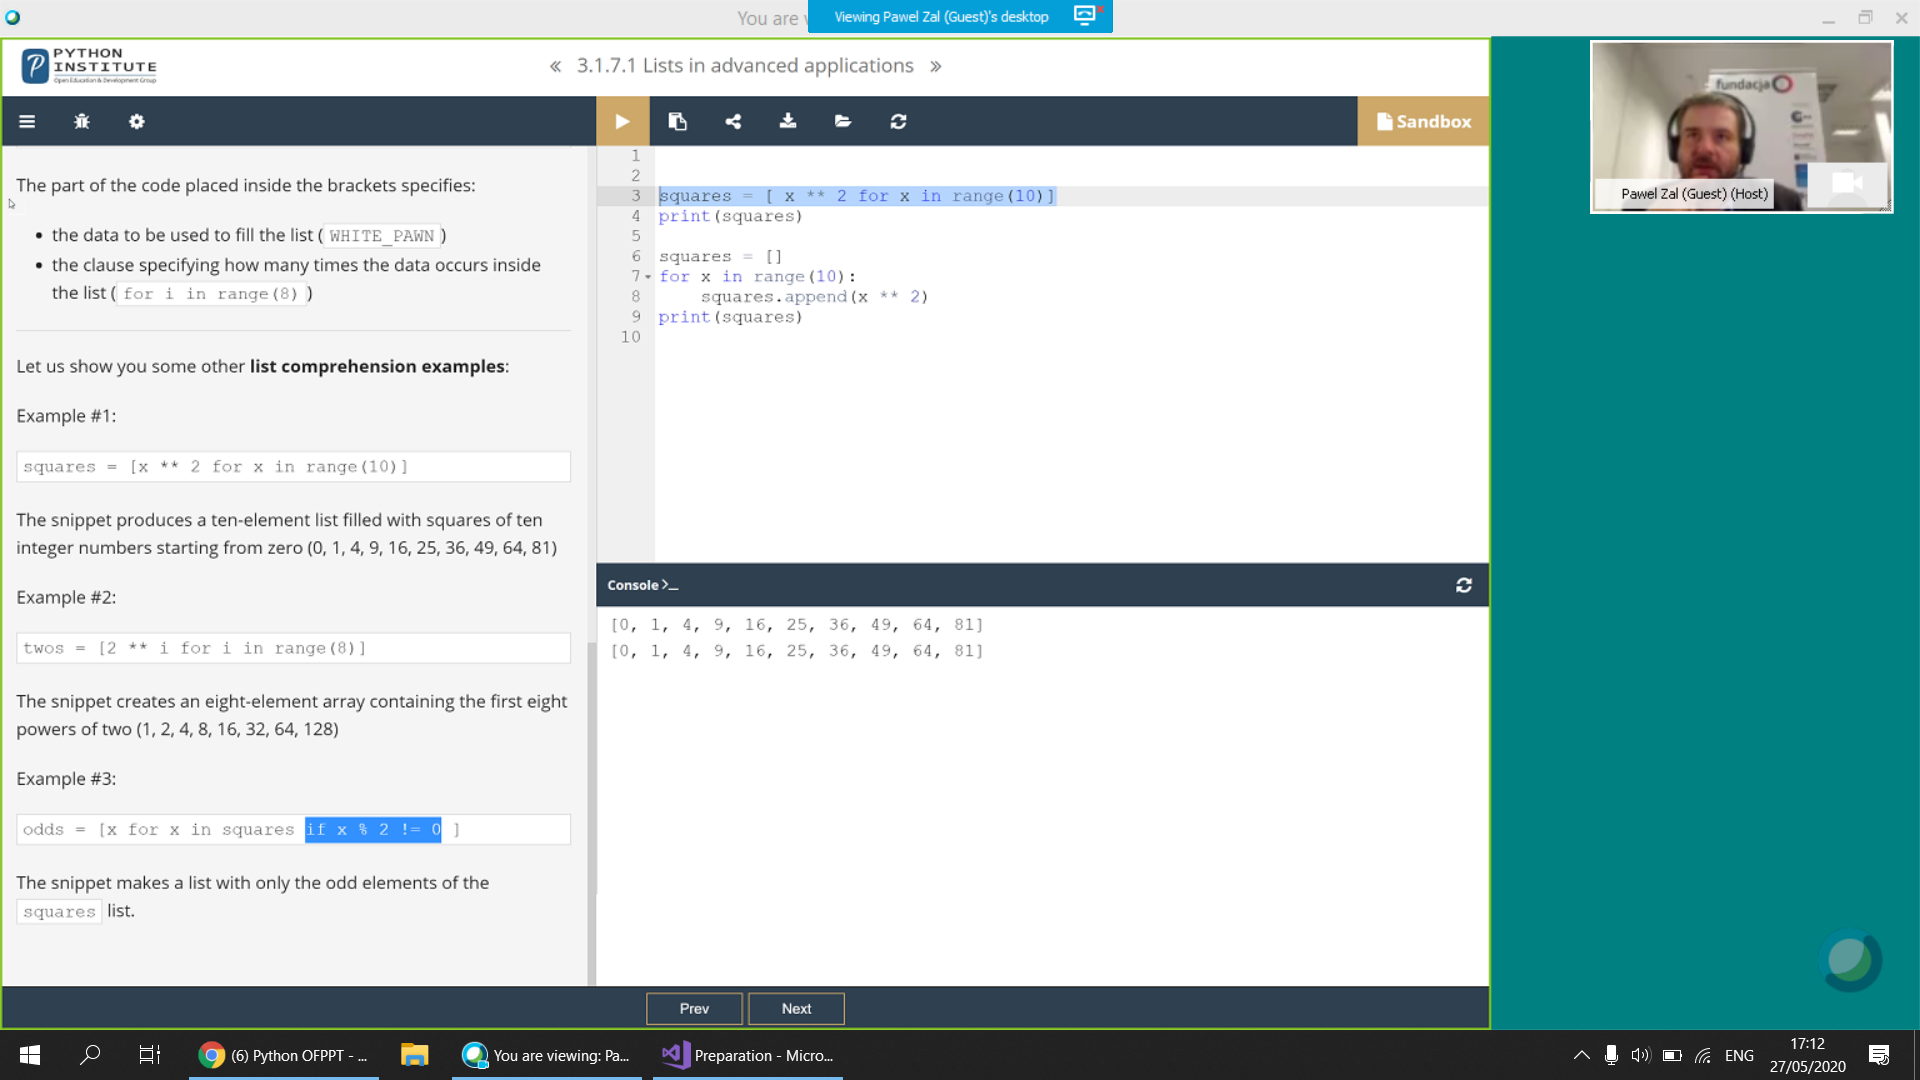 You are v
Viewing Pawel Zal (Guest)'s desktop
PYTHON
INSTITUTE
Open Education & Development Group
« 3.1.7.1 Lists in advanced applications »
Sandbox
The part of the code placed inside the brackets specifies:
• the data to be used to fill the list ( WHITE_PAWN )
• the clause specifying how many times the data occurs inside
the list ( for i in range(8) )
Let us show you some other list comprehension examples:
Example #1:
squares = [x ** 2 for x in range(10)]
The snippet produces a ten-element list filled with squares of ten
integer numbers starting from zero (0, 1, 4, 9, 16, 25, 36, 49, 64, 81)
Example #2:
twos = [2 ** i for i in range(8)]
The snippet creates an eight-element array containing the first eight
powers of two (1, 2, 4, 8, 16, 32, 64, 128)
Example #3:
odds = [x for x in squares if x % 2 != 0 ]
The snippet makes a list with only the odd elements of the
squares list.
1
2
3 squares = [ x ** 2 for x in range(10)]
4 print(squares)
5
6 squares = []
7 for x in range(10):
8     squares.append(x ** 2)
9 print(squares)
10
Console >_
[0, 1, 4, 9, 16, 25, 36, 49, 64, 81]
[0, 1, 4, 9, 16, 25, 36, 49, 64, 81]
Prev
Next
fundacja
Pawel Zal (Guest) (Host)
(6) Python OFPPT - ...
You are viewing: Pa...
Preparation - Micro...
ENG
17:12
27/05/2020